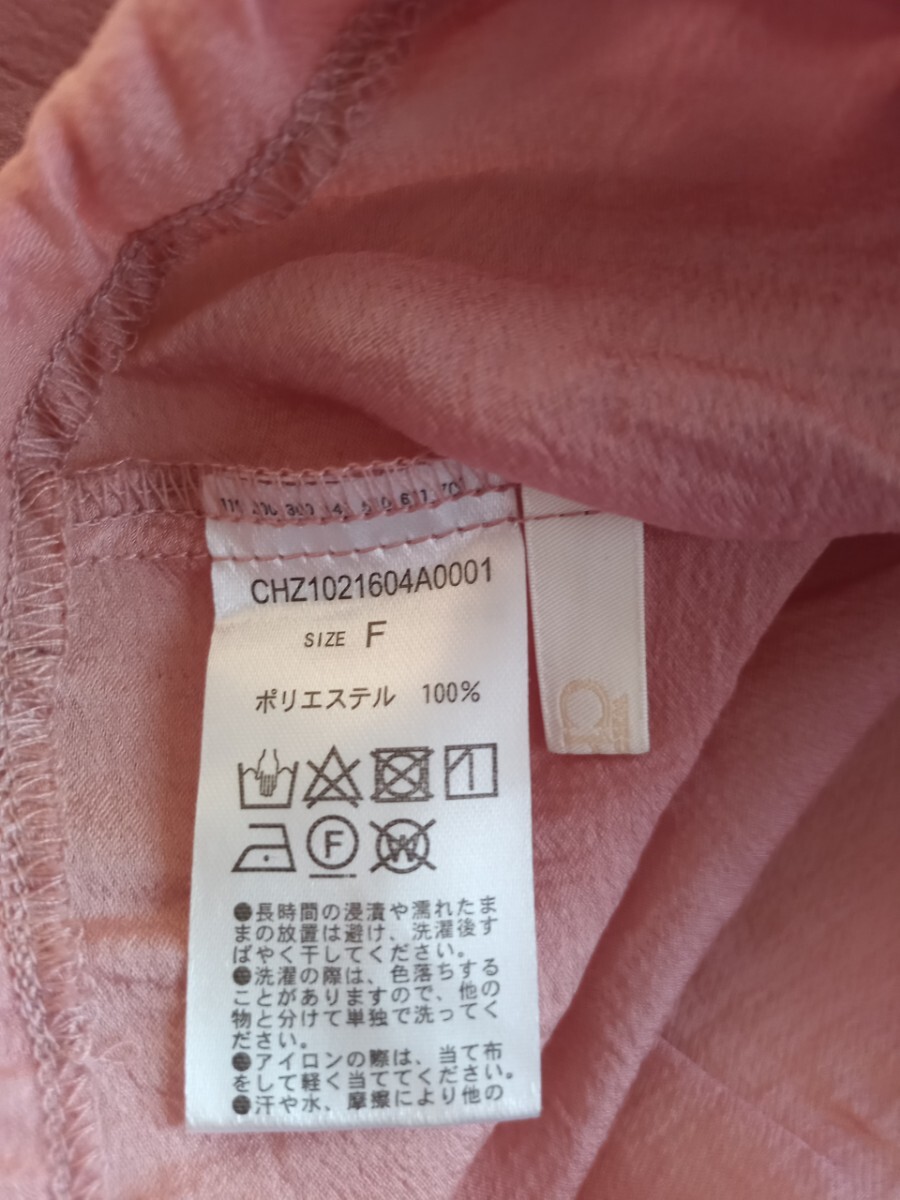 CHZ1021604A0001
SIZE F
ポリエステル 100%
F
W
●長時間の浸漬や濡れたま
まの放置は避け、洗濯後す
ばやく干してください。
●洗濯の際は、色落ちする
ことがありますので、他の
物と分けて単独で洗ってく
ださい。
●アイロンの際は、当て布
をして軽く当ててください。
●汗や水、摩擦により他の